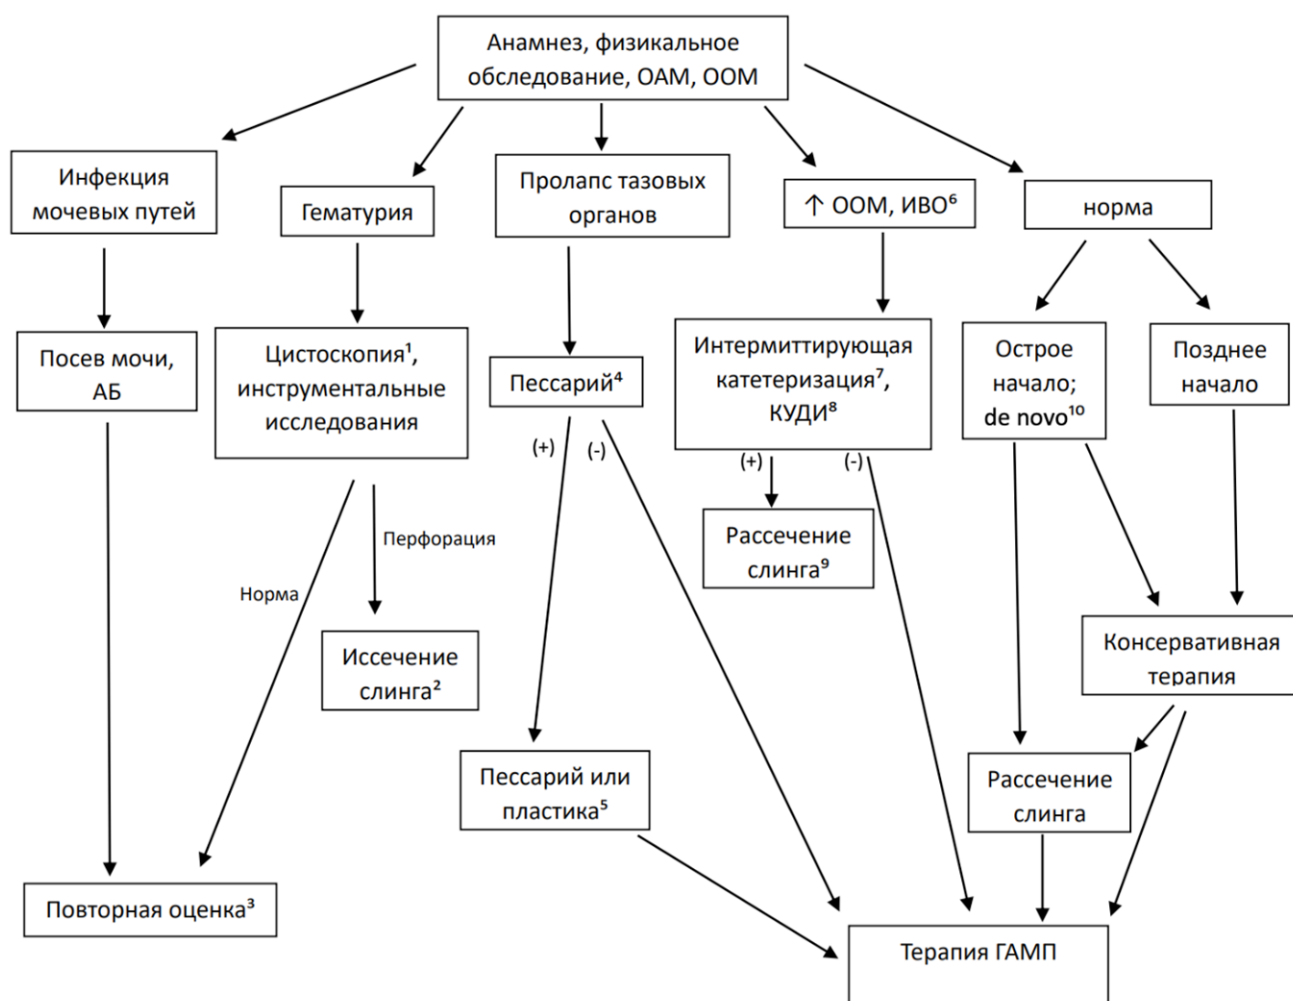 Анамнез, физикальное
обследование, ОАМ, ООМ
Инфекция
мочевых путей
Гематурия
Пролапс тазовых
органов
↑ ООМ, ИВО⁶
норма
Посев мочи,
АБ
Цистоскопия¹,
инструментальные
исследования
Пессарий⁴
Интермиттирующая
катетеризация⁷,
КУДИ⁸
Острое
начало;
de novo¹⁰
Позднее
начало
(+)
(-)
(+)
(-)
Рассечение
слинга⁹
Перфорация
Норма
Иссечение
слинга²
Консервативная
терапия
Пессарий или
пластика⁵
Рассечение
слинга
Повторная оценка³
Терапия ГАМП